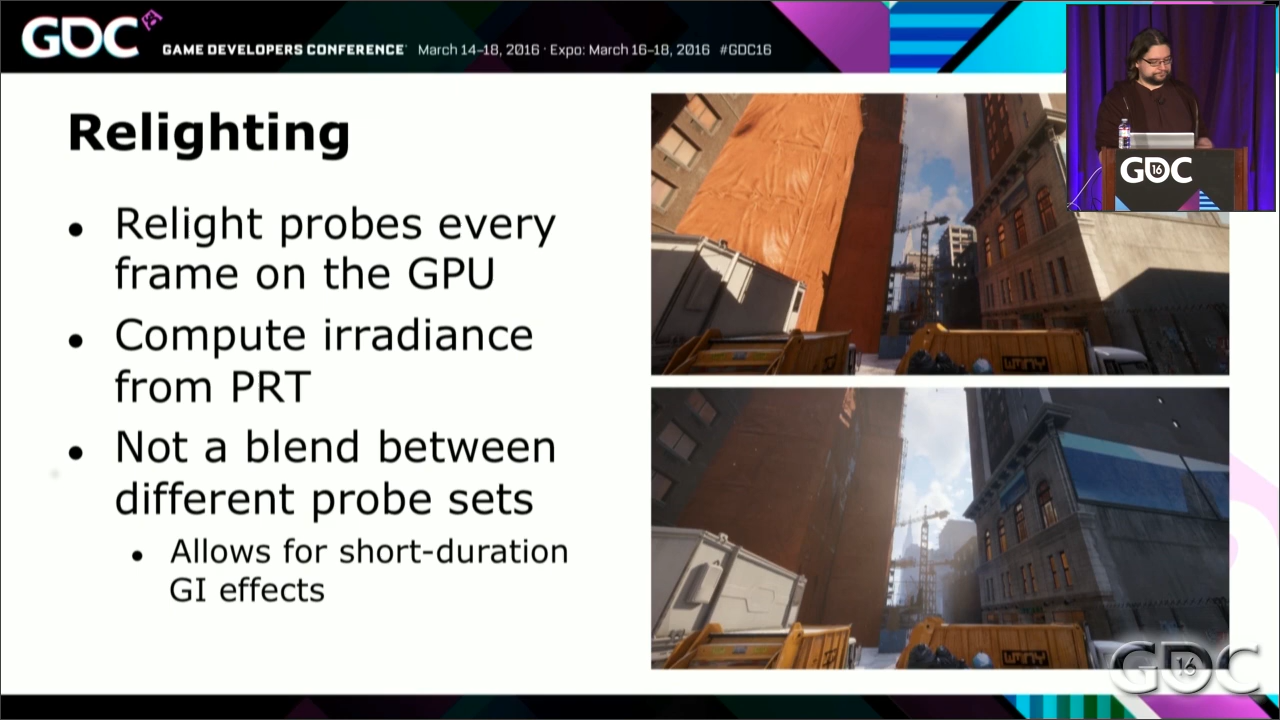 GDC
GAME DEVELOPERS CONFERENCE March 14–18, 2016 · Expo: March 16–18, 2016 #GDC16
Relighting
• Relight probes every
frame on the GPU
• Compute irradiance
from PRT
• Not a blend between
different probe sets
• Allows for short-duration
GI effects
GDC
16
GDC
16